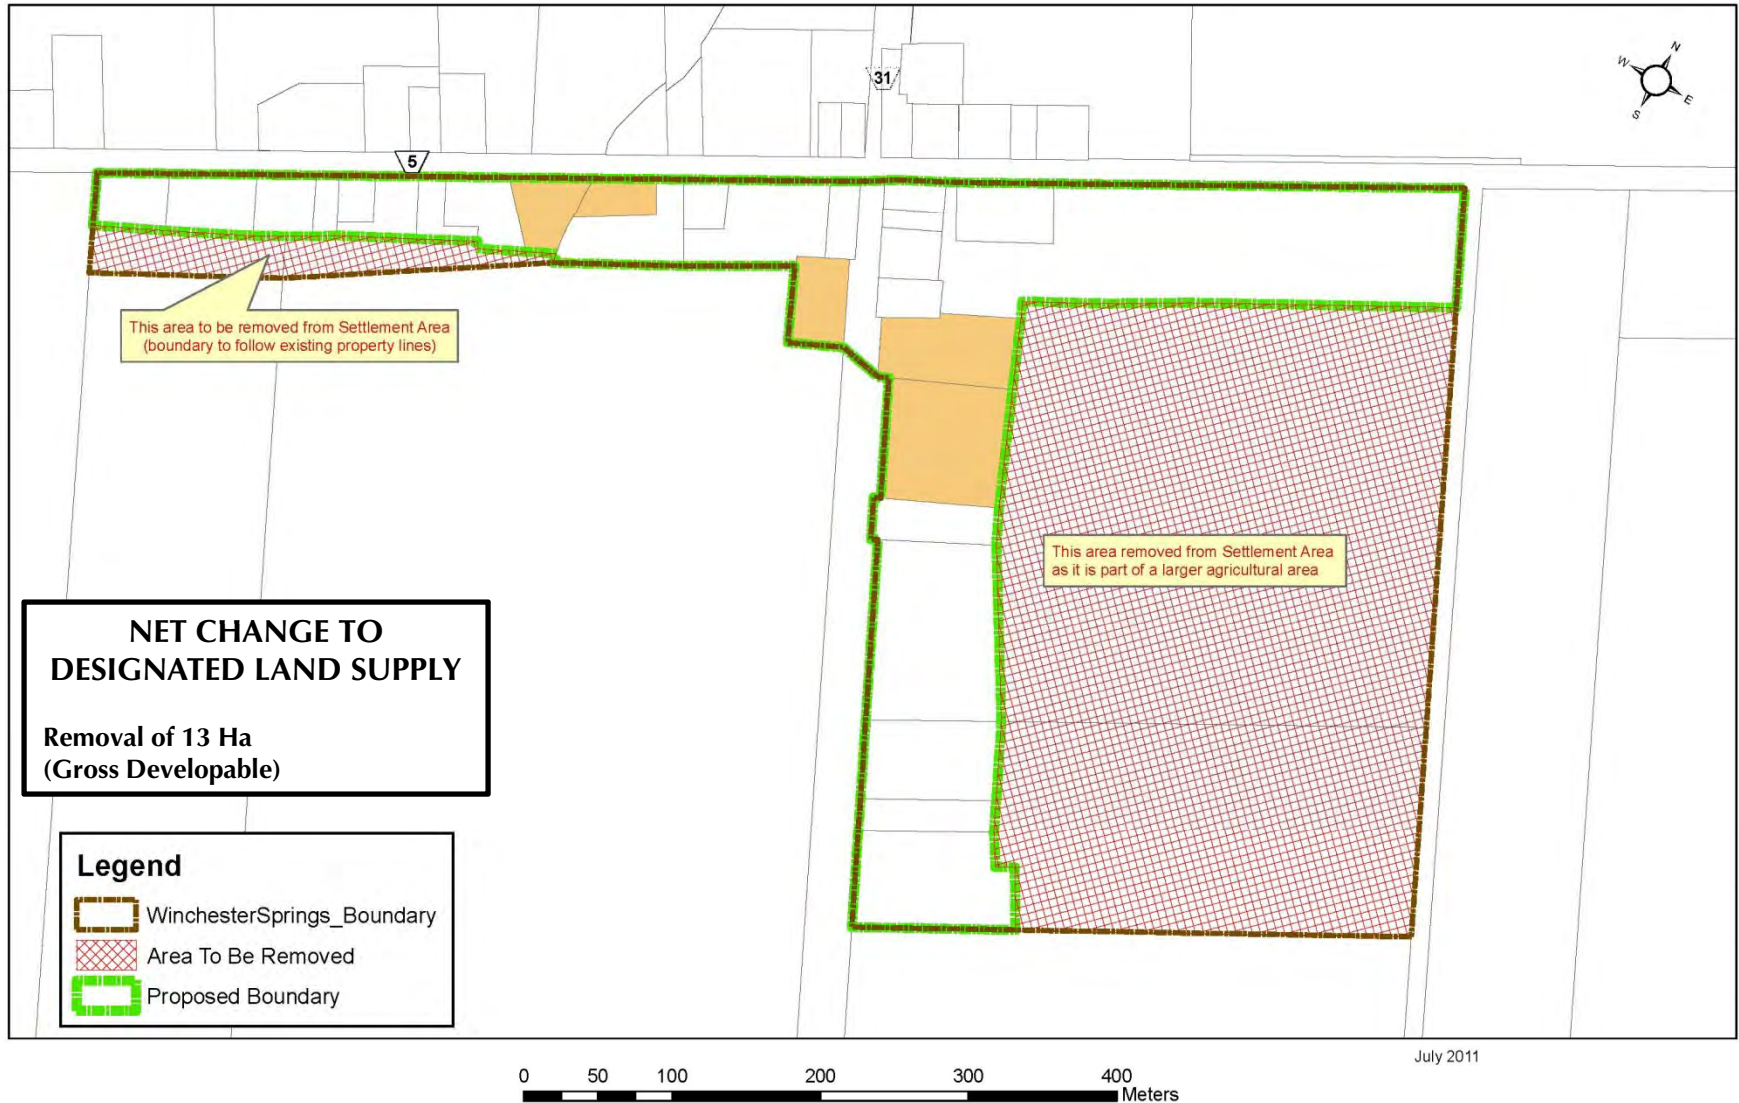 N
W
E
S
31
5
This area to be removed from Settlement Area
(boundary to follow existing property lines)
This area removed from Settlement Area
as it is part of a larger agricultural area
NET CHANGE TO
DESIGNATED LAND SUPPLY
Removal of 13 Ha
(Gross Developable)
Legend
WinchesterSprings_Boundary
Area To Be Removed
Proposed Boundary
July 2011
0 50 100 200 300 400
Meters